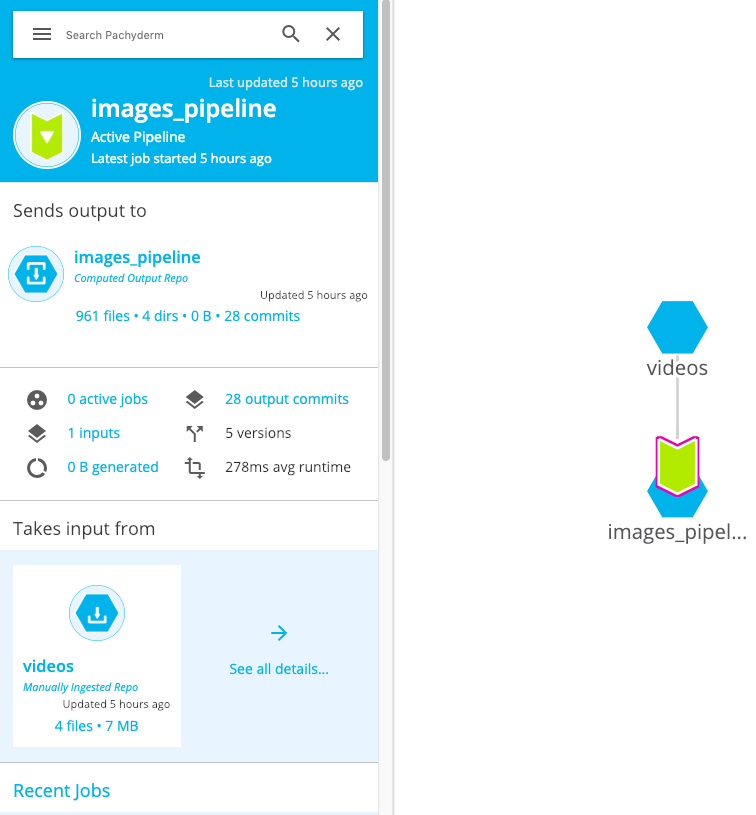 Search Pachyderm
Last updated 5 hours ago
images_pipeline
Active Pipeline
Latest job started 5 hours ago
Sends output to
images_pipeline
Computed Output Repo
Updated 5 hours ago
961 files • 4 dirs • 0 B • 28 commits
0 active jobs
28 output commits
1 inputs
5 versions
0 B generated
278ms avg runtime
Takes input from
videos
Manually Ingested Repo
Updated 5 hours ago
4 files • 7 MB
See all details...
Recent Jobs
videos
images_pipel...